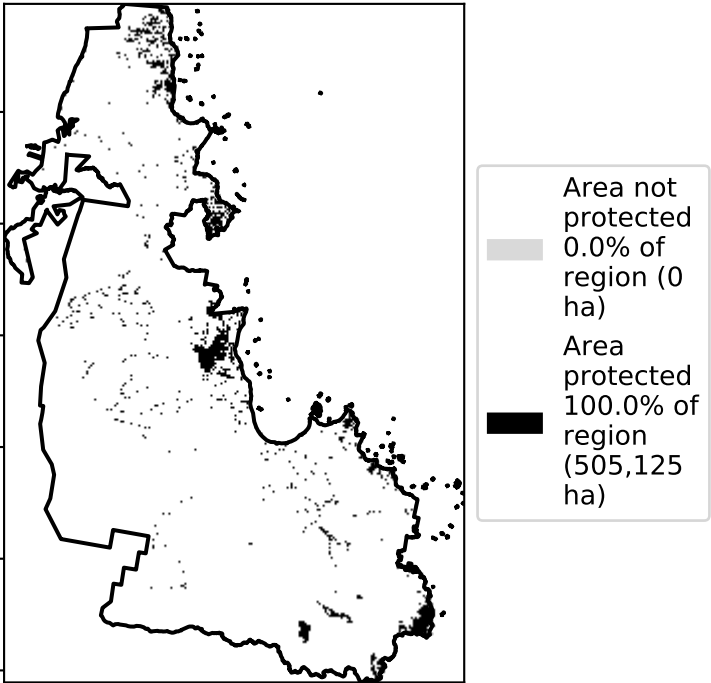 Area not
protected
0.0% of
region (0
ha)
Area
protected
100.0% of
region
(505,125
ha)